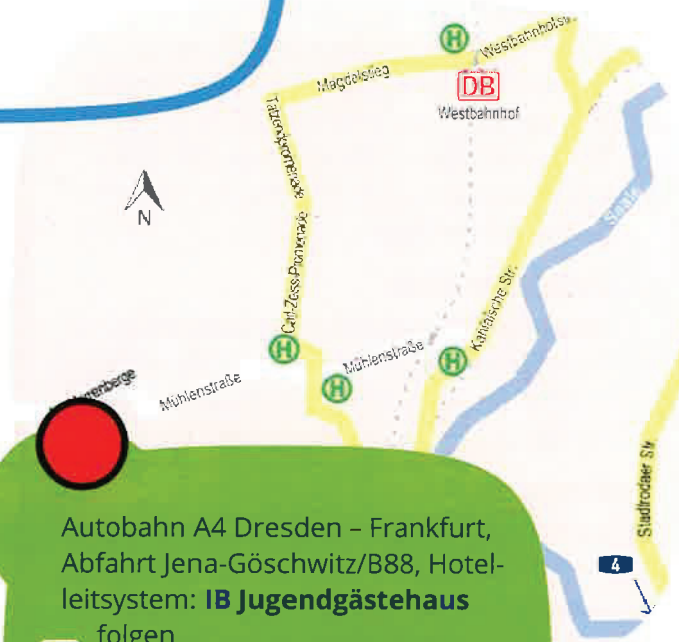 H
Westbahnhofstr.
Magdelstieg
DB
Westbahnhof
Tatzendpromenade
N
Saale
Carl-Zeiss-Promenade
Kahlaische Str.
H
Mühlenstraße
H
H
Mühlenstraße
Stadtrodaer Str.
Autobahn A4 Dresden – Frankfurt,
Abfahrt Jena-Göschwitz/B88, Hotel-
leitsystem: IB Jugendgästehaus
folgen
4